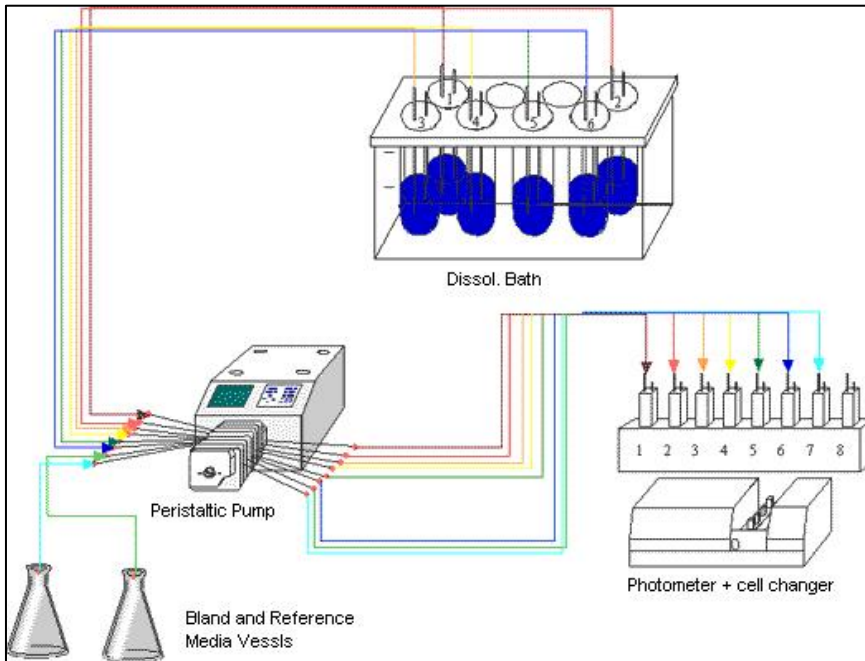 1 2
3 4 5 6
Dissol. Bath
1 2 3 4 5 6 7 8
Peristaltic Pump
Photometer + cell changer
Bland and Reference
Media Vessls